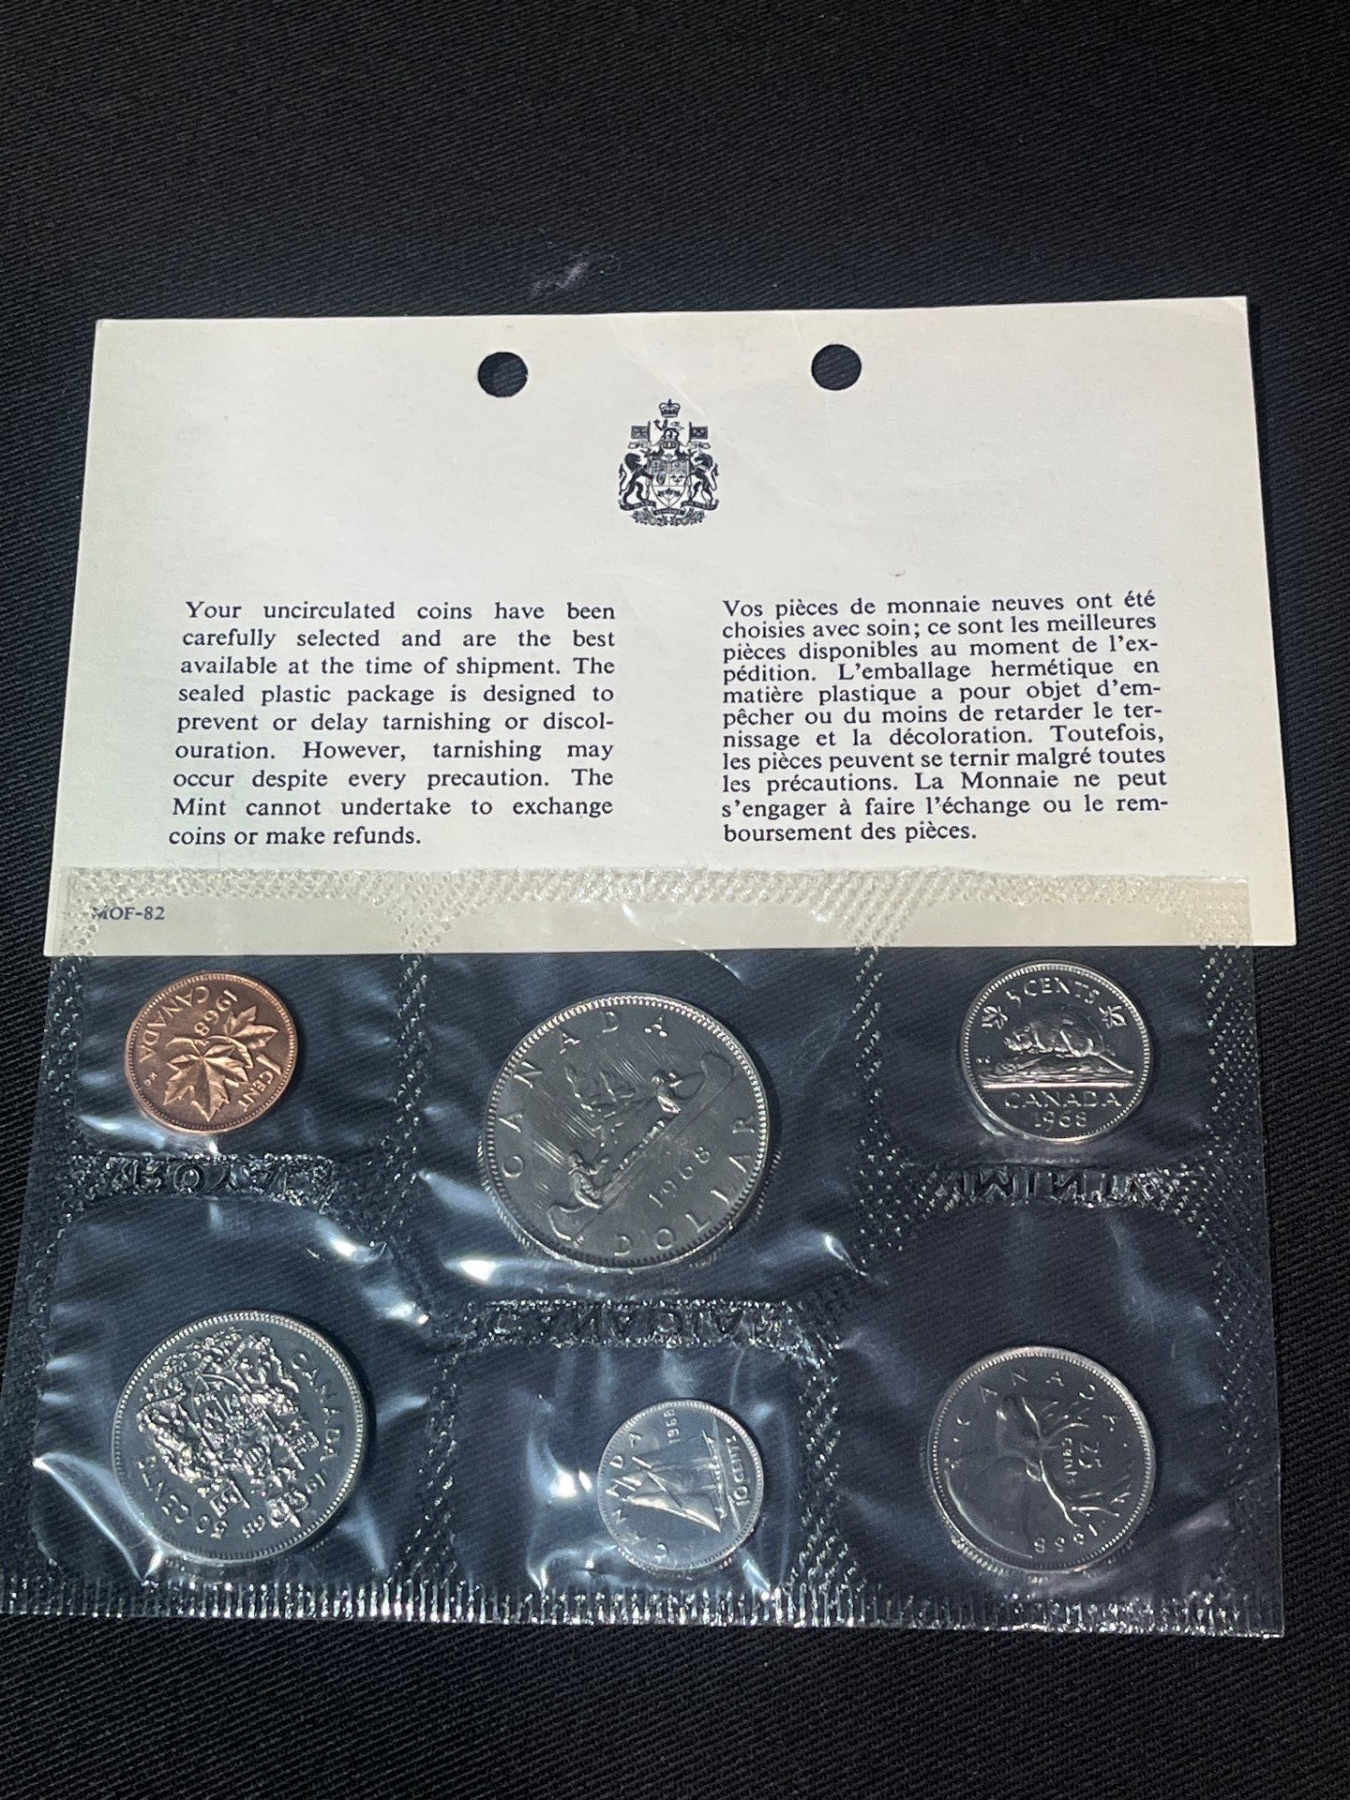 Your uncirculated coins have been
carefully selected and are the best
available at the time of shipment. The
sealed plastic package is designed to
prevent or delay tarnishing or discol-
ouration. However, tarnishing may
occur despite every precaution. The
Mint cannot undertake to exchange
coins or make refunds.
Vos pièces de monnaie neuves ont été
choisies avec soin; ce sont les meilleures
pièces disponibles au moment de l'ex-
pédition. L'emballage hermétique en
matière plastique a pour objet d'em-
pêcher ou du moins de retarder le ter-
nissage et la décoloration. Toutefois,
les pièces peuvent se ternir malgré toutes
les précautions. La Monnaie ne peut
s'engager à faire l'échange ou le rem-
boursement des pièces.
MOF-82
1 CENT
CANADA
1968
CANADA
1968
DOLLAR
5 CENTS
CANADA
1968
ROYAL
MINT
CANADA
CANADA 1968
50 CENTS
CANADA
1968
10 CENTS
CANADA
25
cents
1968